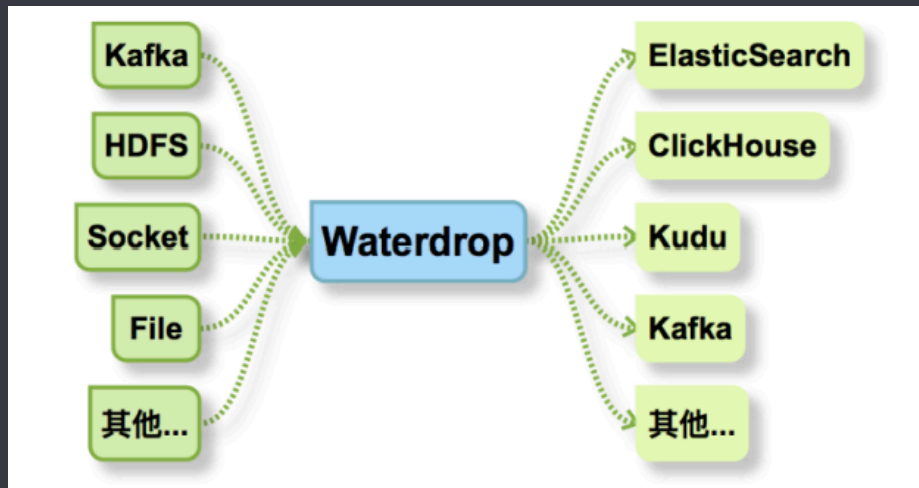 Kafka
HDFS
Socket
File
其他...
Waterdrop
ElasticSearch
ClickHouse
Kudu
Kafka
其他...